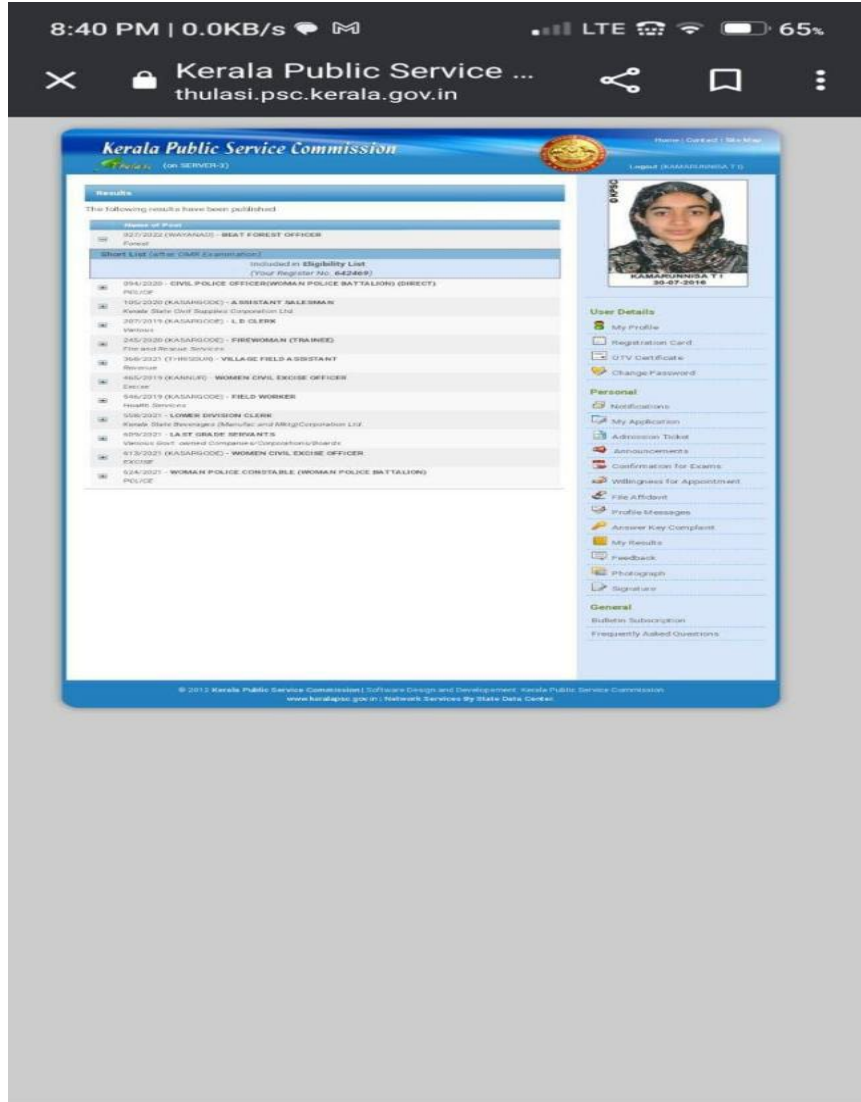 8:40 PM | 0.0KB/s
LTE
65%
Kerala Public Service ...
thulasi.psc.kerala.gov.in
Kerala Public Service Commission
Thulasi (on SERVER-3)
Home | Contact | Site Map
Logout (KAMARUNNISA T I)
Results
The following results have been published
Name of Post
927/2022 (WAYANAD) - BEAT FOREST OFFICER
Forest
Short List (after OMR Examination)
Included in Eligibility List
(Your Register No. 642469)
094/2020 - CIVIL POLICE OFFICER(WOMAN POLICE BATTALION) (DIRECT)
POLICE
105/2020 (KASARGODE) - ASSISTANT SALESMAN
Kerala State Civil Supplies Corporation Ltd
207/2019 (KASARGODE) - L D CLERK
Various
245/2020 (KASARGODE) - FIREWOMAN (TRAINEE)
Fire and Rescue Services
368/2021 (THRISSUR) - VILLAGE FIELD ASSISTANT
Revenue
465/2019 (KANNUR) - WOMEN CIVIL EXCISE OFFICER
Excise
546/2019 (KASARGODE) - FIELD WORKER
Health Services
558/2021 - LOWER DIVISION CLERK
Kerala State Beverages (Manufac and Mktg)Corporation Ltd
609/2021 - LAST GRADE SERVANTS
Various Govt. owned Companies/Corporations/Boards
613/2021 (KASARGODE) - WOMEN CIVIL EXCISE OFFICER
EXCISE
624/2021 - WOMAN POLICE CONSTABLE (WOMAN POLICE BATTALION)
POLICE
©KPSC
KAMARUNNISA T I
30-07-2016
User Details
My Profile
Registration Card
OTV Certificate
Change Password
Personal
Notifications
My Application
Admission Ticket
Announcements
Confirmation for Exams
Willingness for Appointment
File Affidavit
Profile Messages
Answer Key Complaint
My Results
Feedback
Photograph
Signature
General
Bulletin Subscription
Frequently Asked Questions
Kerala Public Service Commission | Software Design and Developement: Kerala Public Service Commission
www.keralapsc.gov.in | Network Services By State Data Center